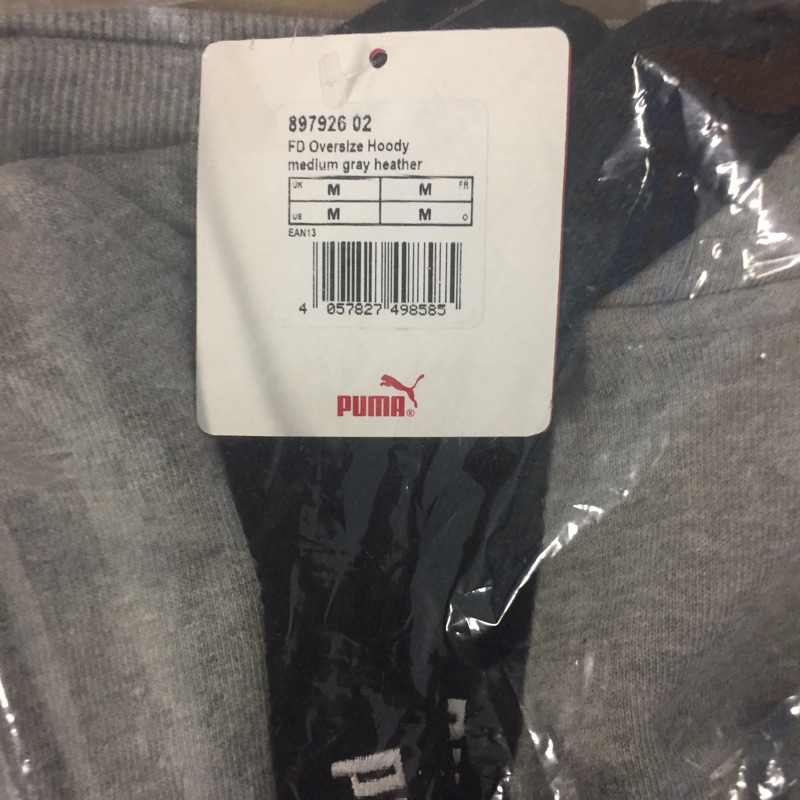 897926 02
FD Oversize Hoody
medium gray heather
UK M M FR
US M M D
EAN13
4 057827 498585
PUMA®